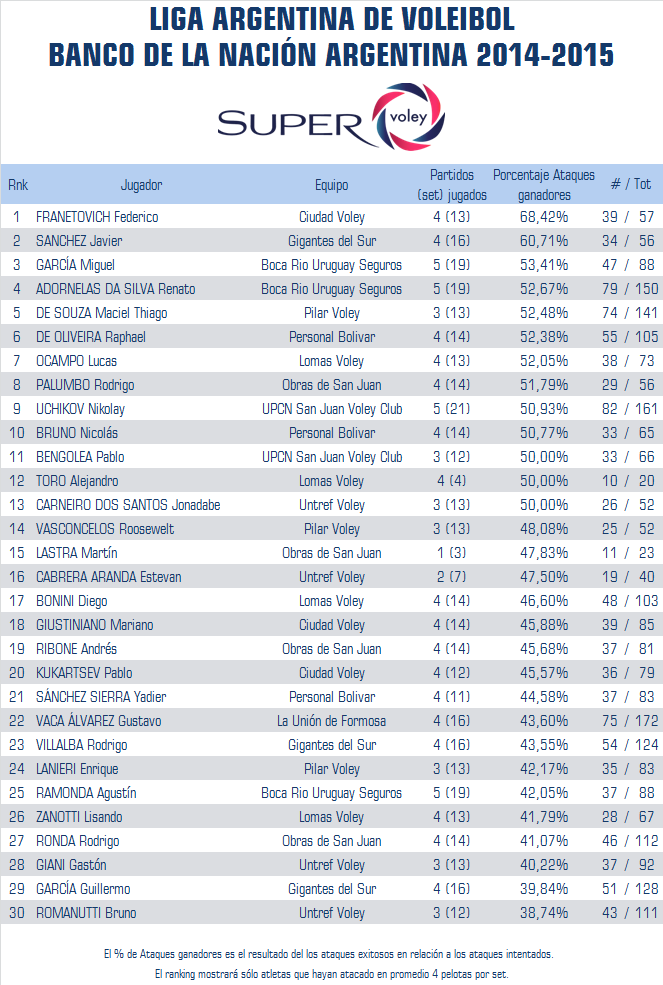 LIGA ARGENTINA DE VOLEIBOL
BANCO DE LA NACIÓN ARGENTINA 2014-2015
SUPER voley
Rnk Jugador Equipo Partidos (set) jugados Porcentaje Ataques ganadores # / Tot
1 FRANETOVICH Federico Ciudad Voley 4 (13) 68,42% 39 / 57
2 SANCHEZ Javier Gigantes del Sur 4 (16) 60,71% 34 / 56
3 GARCÍA Miguel Boca Rio Uruguay Seguros 5 (19) 53,41% 47 / 88
4 ADORNELAS DA SILVA Renato Boca Rio Uruguay Seguros 5 (19) 52,67% 79 / 150
5 DE SOUZA Maciel Thiago Pilar Voley 3 (13) 52,48% 74 / 141
6 DE OLIVEIRA Raphael Personal Bolivar 4 (14) 52,38% 55 / 105
7 OCAMPO Lucas Lomas Voley 4 (13) 52,05% 38 / 73
8 PALUMBO Rodrigo Obras de San Juan 4 (14) 51,79% 29 / 56
9 UCHIKOV Nikolay UPCN San Juan Voley Club 5 (21) 50,93% 82 / 161
10 BRUNO Nicolás Personal Bolivar 4 (14) 50,77% 33 / 65
11 BENGOLEA Pablo UPCN San Juan Voley Club 3 (12) 50,00% 33 / 66
12 TORO Alejandro Lomas Voley 4 (4) 50,00% 10 / 20
13 CARNEIRO DOS SANTOS Jonadabe Untref Voley 3 (13) 50,00% 26 / 52
14 VASCONCELOS Roosewelt Pilar Voley 3 (13) 48,08% 25 / 52
15 LASTRA Martín Obras de San Juan 1 (3) 47,83% 11 / 23
16 CABRERA ARANDA Estevan Untref Voley 2 (7) 47,50% 19 / 40
17 BONINI Diego Lomas Voley 4 (14) 46,60% 48 / 103
18 GIUSTINIANO Mariano Ciudad Voley 4 (14) 45,88% 39 / 85
19 RIBONE Andrés Obras de San Juan 4 (14) 45,68% 37 / 81
20 KUKARTSEV Pablo Ciudad Voley 4 (12) 45,57% 36 / 79
21 SÁNCHEZ SIERRA Yadier Personal Bolivar 4 (11) 44,58% 37 / 83
22 VACA ÁLVAREZ Gustavo La Unión de Formosa 4 (16) 43,60% 75 / 172
23 VILLALBA Rodrigo Gigantes del Sur 4 (16) 43,55% 54 / 124
24 LANIERI Enrique Pilar Voley 3 (13) 42,17% 35 / 83
25 RAMONDA Agustín Boca Rio Uruguay Seguros 5 (19) 42,05% 37 / 88
26 ZANOTTI Lisando Lomas Voley 4 (13) 41,79% 28 / 67
27 RONDA Rodrigo Obras de San Juan 4 (14) 41,07% 46 / 112
28 GIANI Gastón Untref Voley 3 (13) 40,22% 37 / 92
29 GARCÍA Guillermo Gigantes del Sur 4 (16) 39,84% 51 / 128
30 ROMANUTTI Bruno Untref Voley 3 (12) 38,74% 43 / 111
El % de Ataques ganadores es el resultado del los ataques exitosos en relación a los ataques intentados.
El ranking mostrará sólo atletas que hayan atacado en promedio 4 pelotas por set.